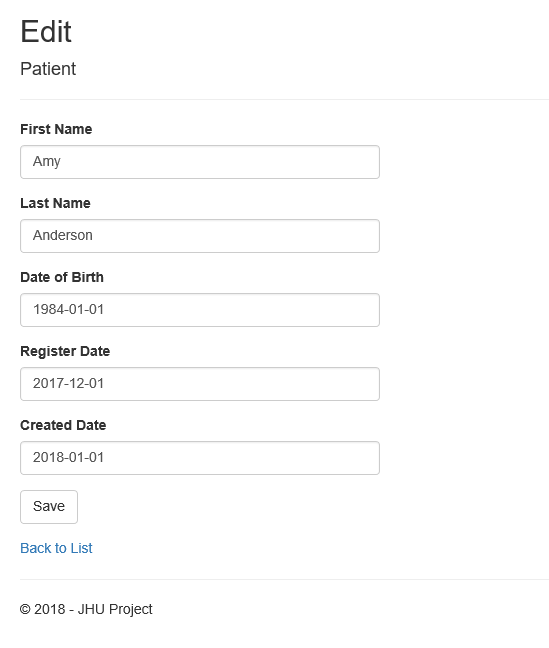 Edit
Patient
First Name
Amy
Last Name
Anderson
Date of Birth
1984-01-01
Register Date
2017-12-01
Created Date
2018-01-01
Save
Back to List
© 2018 - JHU Project